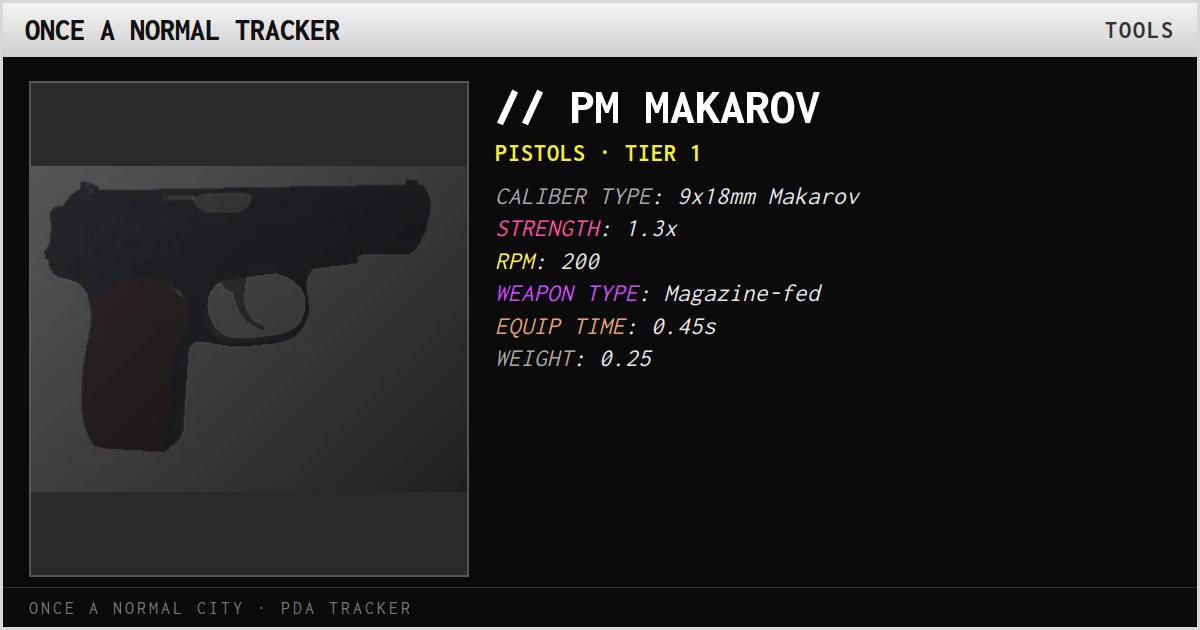 ONCE A NORMAL TRACKER
TOOLS
// PM MAKAROV
PISTOLS · TIER 1
CALIBER TYPE: 9x18mm Makarov
STRENGTH: 1.3x
RPM: 200
WEAPON TYPE: Magazine-fed
EQUIP TIME: 0.45s
WEIGHT: 0.25
ONCE A NORMAL CITY · PDA TRACKER